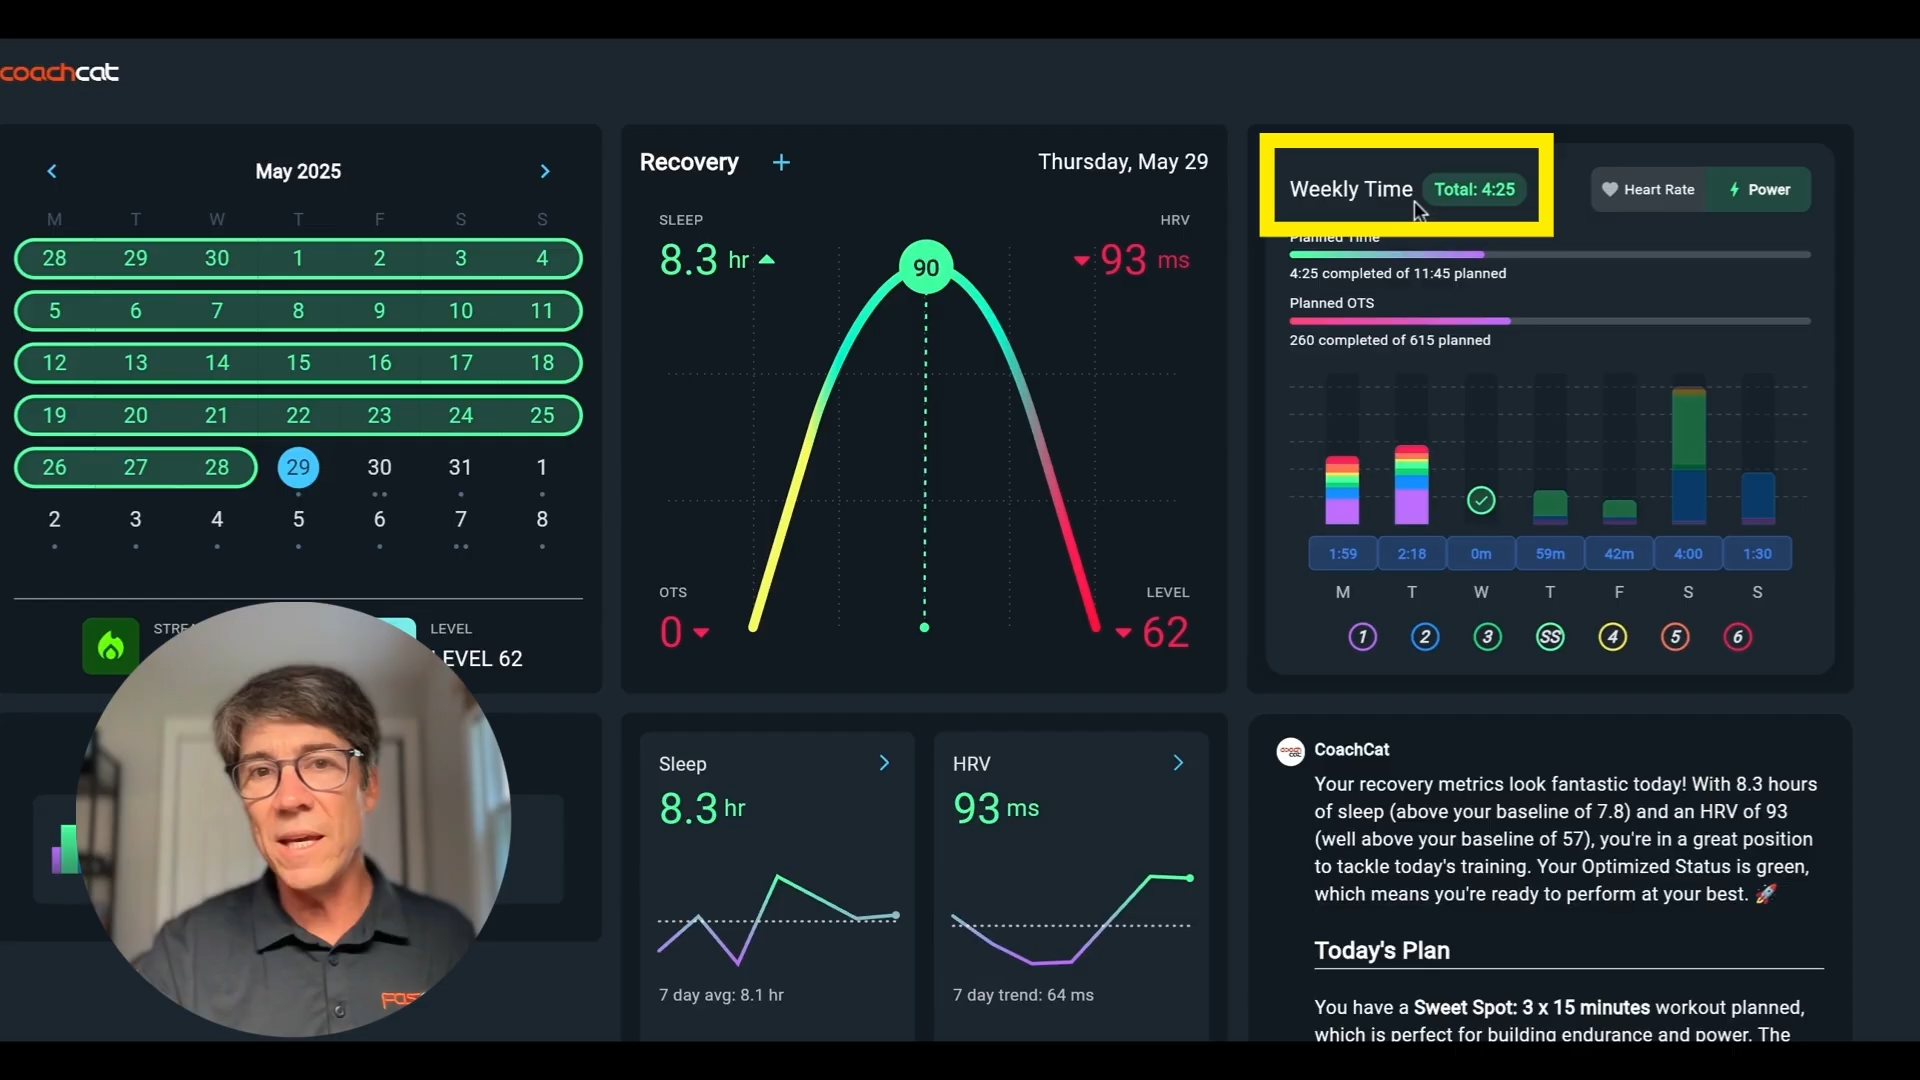 coachcat
May 2025
M T W T F S S
28 29 30 1 2 3 4
5 6 7 8 9 10 11
12 13 14 15 16 17 18
19 20 21 22 23 24 25
26 27 28 29 30 31 1
2 3 4 5 6 7 8
LEVEL
LEVEL 62
Recovery +
Thursday, May 29
SLEEP
8.3 hr
HRV
93 ms
90
OTS
0
LEVEL
62
Weekly Time Total: 4:25
Heart Rate Power
Planned Time
4:25 completed of 11:45 planned
Planned OTS
260 completed of 615 planned
1:59 2:18 0m 59m 42m 4:00 1:30
M T W T F S S
1 2 3 SS 4 5 6
Sleep
8.3 hr
7 day avg: 8.1 hr
HRV
93 ms
7 day trend: 64 ms
CoachCat
Your recovery metrics look fantastic today! With 8.3 hours
of sleep (above your baseline of 7.8) and an HRV of 93
(well above your baseline of 57), you're in a great position
to tackle today's training. Your Optimized Status is green,
which means you're ready to perform at your best. 🚀
Today's Plan
You have a Sweet Spot: 3 x 15 minutes workout planned,
which is perfect for building endurance and power. The